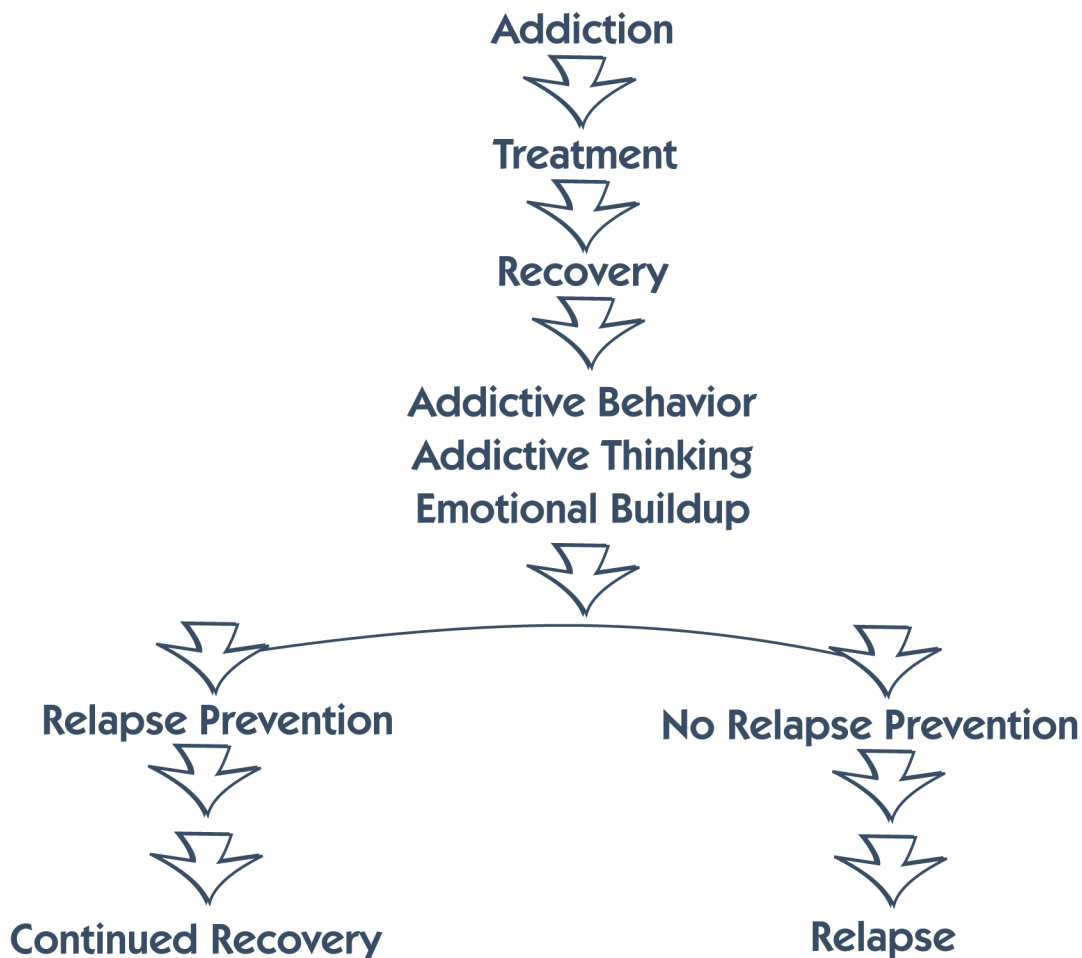 Addiction
Treatment
Recovery
Addictive Behavior
Addictive Thinking
Emotional Buildup
Relapse Prevention
No Relapse Prevention
Continued Recovery
Relapse